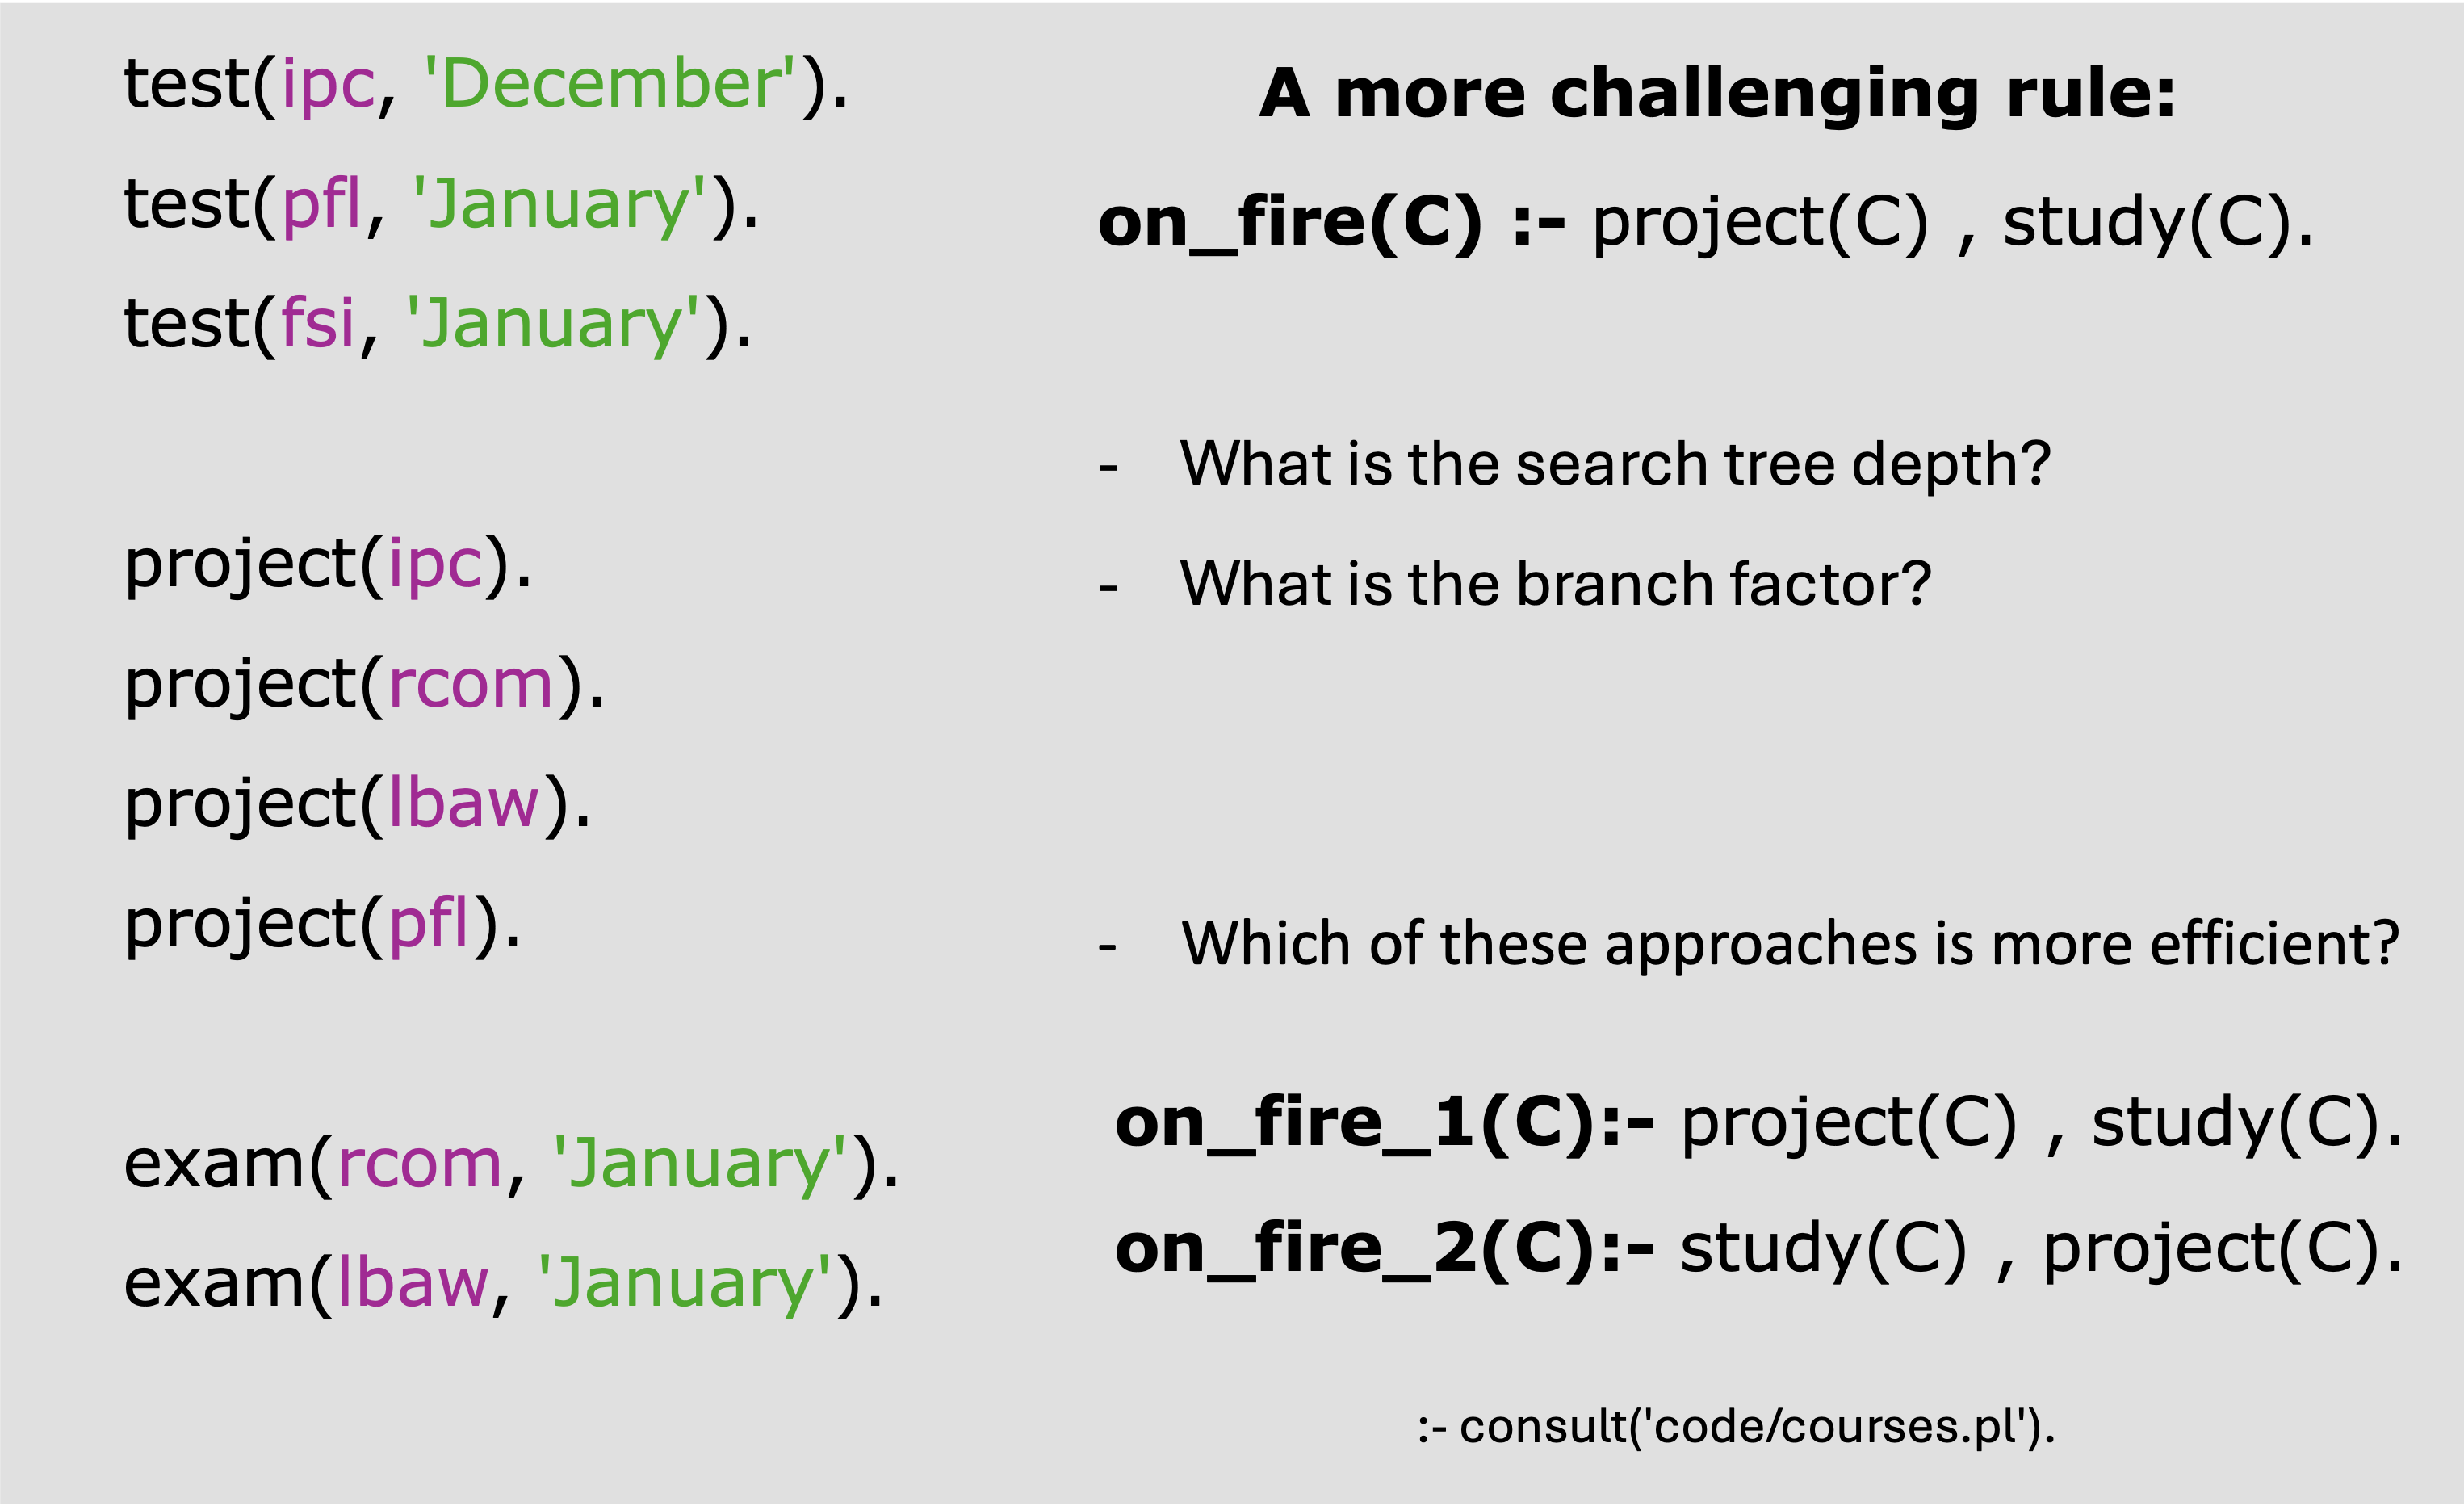 test(ipc, 'December').
test(pfl, 'January').
test(fsi, 'January').
project(ipc).
project(rcom).
project(lbaw).
project(pfl).
exam(rcom, 'January').
exam(lbaw, 'January').
A more challenging rule:
on_fire(C) :- project(C) , study(C).
- What is the search tree depth?
- What is the branch factor?
- Which of these approaches is more efficient?
on_fire_1(C):- project(C) , study(C).
on_fire_2(C):- study(C) , project(C).
:- consult('code/courses.pl').